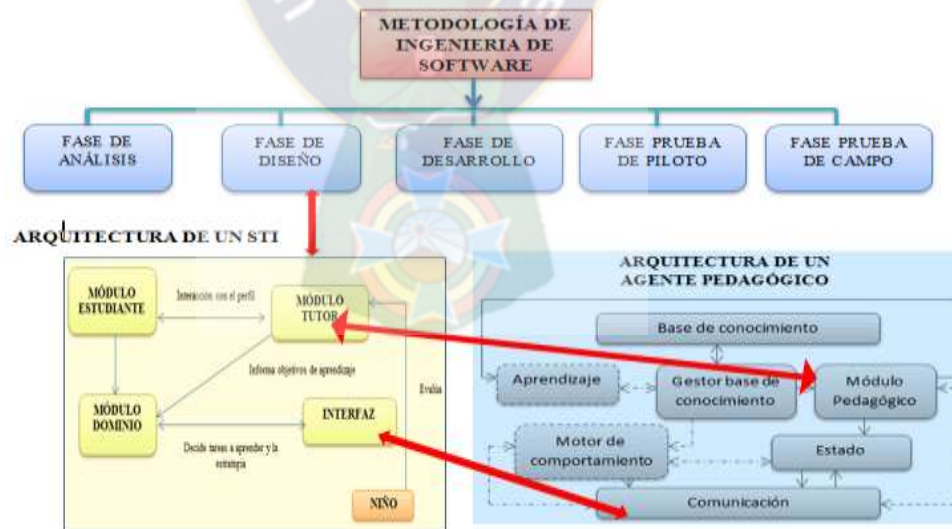 METODOLOGÍA DE
INGENIERIA DE
SOFTWARE
FASE DE
ANÁLISIS
FASE DE
DISEÑO
FASE DE
DESARROLLO
FASE PRUEBA
DE PILOTO
FASE PRUEBA
DE CAMPO
ARQUITECTURA DE UN STI
MÓDULO
ESTUDIANTE
Interacción con el perfil
MÓDULO
TUTOR
Informa objetivos de aprendizaje
Evalúa
MÓDULO
DOMINIO
INTERFAZ
Decide tareas a aprender y la
estrategia
NIÑO
ARQUITECTURA DE UN
AGENTE PEDAGÓGICO
Base de conocimiento
Aprendizaje
Gestor base de
conocimiento
Módulo
Pedagógico
Motor de
comportamiento
Estado
Comunicación